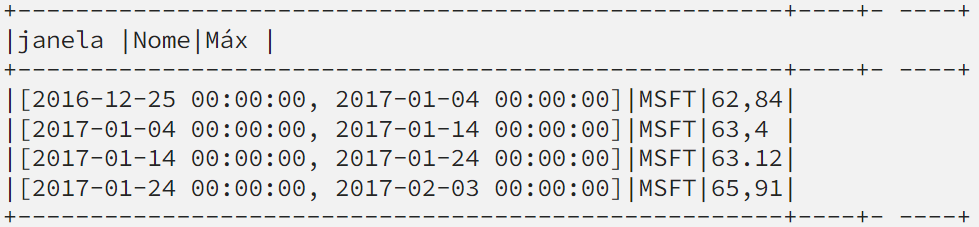 +------------------------------------------+----+- ----+
|janela |Nome|Máx |
+------------------------------------------+----+- ----+
|[2016-12-25 00:00:00, 2017-01-04 00:00:00]|MSFT|62,84|
|[2017-01-04 00:00:00, 2017-01-14 00:00:00]|MSFT|63,4 |
|[2017-01-14 00:00:00, 2017-01-24 00:00:00]|MSFT|63.12|
|[2017-01-24 00:00:00, 2017-02-03 00:00:00]|MSFT|65,91|
+------------------------------------------+----+- ----+